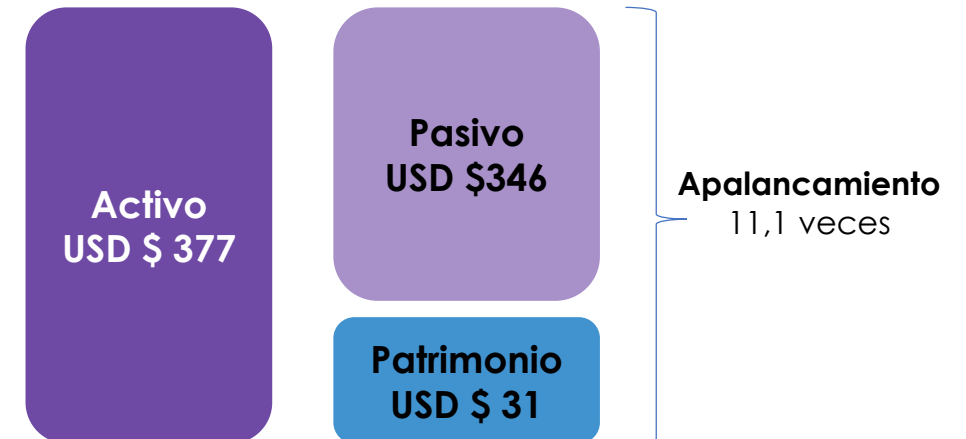 Activo
USD $ 377
Pasivo
USD $346
Patrimonio
USD $ 31
Apalancamiento
11,1 veces